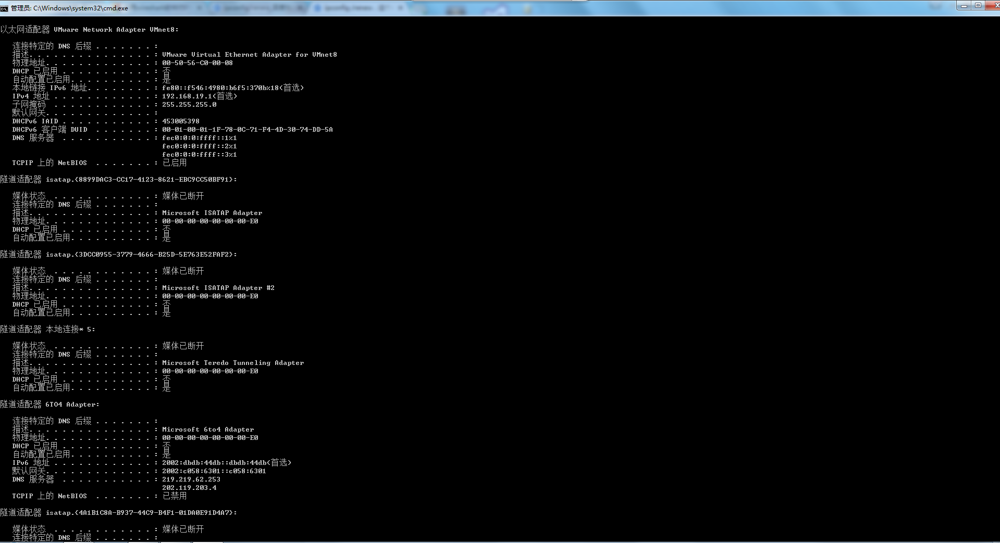 管理员: C:\Windows\system32\cmd.exe
以太网适配器 VMware Network Adapter VMnet8:
连接特定的 DNS 后缀 . . . . . . . :
描述. . . . . . . . . . . . . . . : VMware Virtual Ethernet Adapter for VMnet8
物理地址. . . . . . . . . . . . . : 00-50-56-C0-00-08
DHCP 已启用 . . . . . . . . . . . : 否
自动配置已启用. . . . . . . . . . : 是
本地链接 IPv6 地址. . . . . . . . : fe80::f546:4980:b6f5:370b%18(首选)
IPv4 地址 . . . . . . . . . . . . : 192.168.19.1(首选)
子网掩码  . . . . . . . . . . . . : 255.255.255.0
默认网关. . . . . . . . . . . . . :
DHCPv6 IAID . . . . . . . . . . . : 453005398
DHCPv6 客户端 DUID  . . . . . . . : 00-01-00-01-1F-78-0C-71-F4-4D-30-74-DD-5A
DNS 服务器  . . . . . . . . . . . : fec0:0:0:ffff::1%1
fec0:0:0:ffff::2%1
fec0:0:0:ffff::3%1
TCPIP 上的 NetBIOS  . . . . . . . : 已启用
隧道适配器 isatap.{8899DAC3-CC17-4123-8621-EBC9CC50BF91}:
媒体状态  . . . . . . . . . . . . : 媒体已断开
连接特定的 DNS 后缀 . . . . . . . :
描述. . . . . . . . . . . . . . . : Microsoft ISATAP Adapter
物理地址. . . . . . . . . . . . . : 00-00-00-00-00-00-00-E0
DHCP 已启用 . . . . . . . . . . . : 否
自动配置已启用. . . . . . . . . . : 是
隧道适配器 isatap.{3DCC0955-3779-4666-B25D-5E763E52FAF2}:
媒体状态  . . . . . . . . . . . . : 媒体已断开
连接特定的 DNS 后缀 . . . . . . . :
描述. . . . . . . . . . . . . . . : Microsoft ISATAP Adapter #2
物理地址. . . . . . . . . . . . . : 00-00-00-00-00-00-00-E0
DHCP 已启用 . . . . . . . . . . . : 否
自动配置已启用. . . . . . . . . . : 是
隧道适配器 本地连接* 5:
媒体状态  . . . . . . . . . . . . : 媒体已断开
连接特定的 DNS 后缀 . . . . . . . :
描述. . . . . . . . . . . . . . . : Microsoft Teredo Tunneling Adapter
物理地址. . . . . . . . . . . . . : 00-00-00-00-00-00-00-E0
DHCP 已启用 . . . . . . . . . . . : 否
自动配置已启用. . . . . . . . . . : 是
隧道适配器 6TO4 Adapter:
连接特定的 DNS 后缀 . . . . . . . :
描述. . . . . . . . . . . . . . . : Microsoft 6to4 Adapter
物理地址. . . . . . . . . . . . . : 00-00-00-00-00-00-00-E0
DHCP 已启用 . . . . . . . . . . . : 否
自动配置已启用. . . . . . . . . . : 是
IPv6 地址 . . . . . . . . . . . . : 2002:dbdb:44db::dbdb:44db(首选)
默认网关. . . . . . . . . . . . . : 2002:c058:6301::c058:6301
DNS 服务器  . . . . . . . . . . . : 219.219.62.253
202.119.203.4
TCPIP 上的 NetBIOS  . . . . . . . : 已禁用
隧道适配器 isatap.{4A1B1C8A-B937-44C9-B4F1-01DA0E91D4A7}:
媒体状态  . . . . . . . . . . . . : 媒体已断开
连接特定的 DNS 后缀 . . . . . . . :